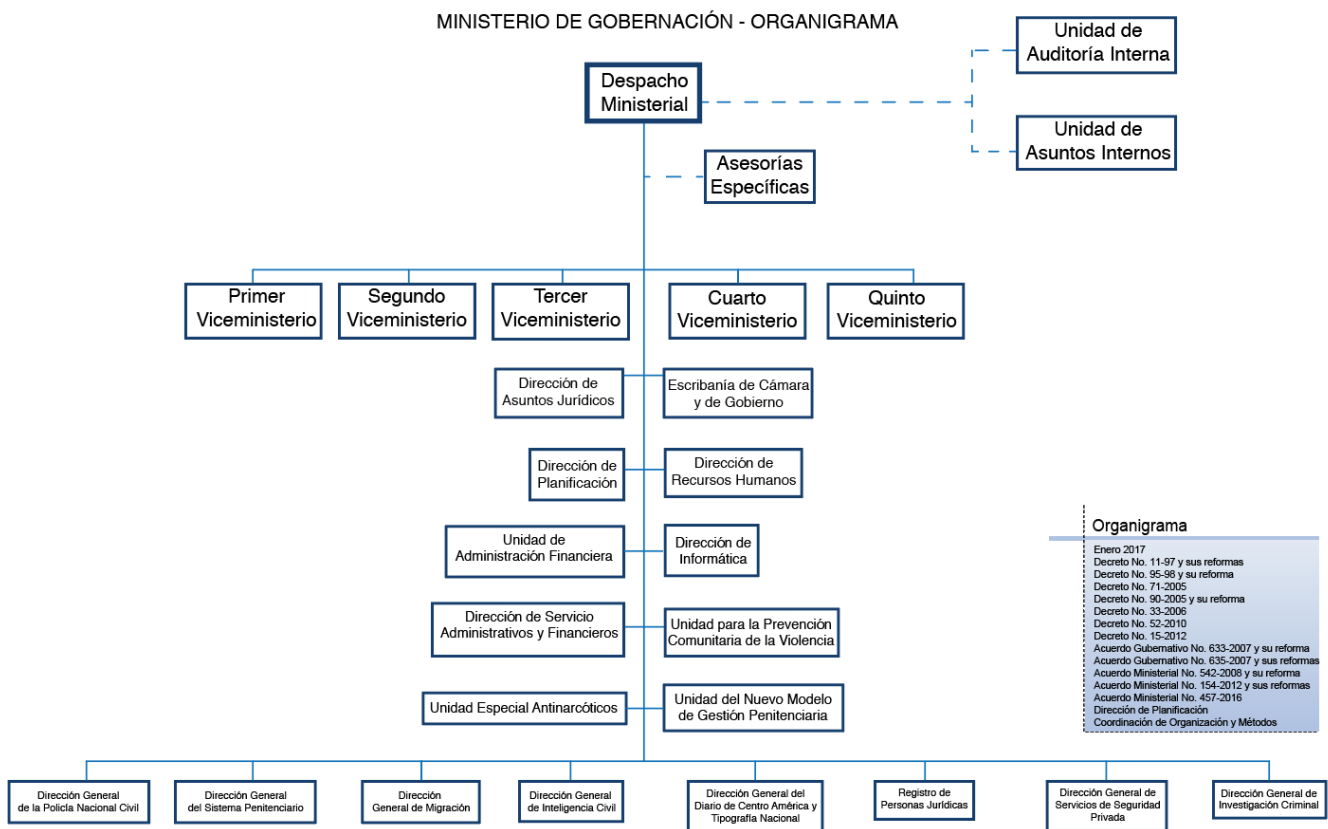 MINISTERIO DE GOBERNACIÓN - ORGANIGRAMA
Unidad de
Auditoría Interna
Despacho
Ministerial
Unidad de
Asuntos Internos
Asesorías
Específicas
Primer
Viceministerio
Segundo
Viceministerio
Tercer
Viceministerio
Cuarto
Viceministerio
Quinto
Viceministerio
Dirección de
Asuntos Jurídicos
Escribanía de Cámara
y de Gobierno
Dirección de
Planificación
Dirección de
Recursos Humanos
Unidad de
Administración Financiera
Dirección de
Informática
Dirección de Servicio
Administrativos y Financieros
Unidad para la Prevención
Comunitaria de la Violencia
Unidad Especial Antinarcóticos
Unidad del Nuevo Modelo
de Gestión Penitenciaria
Organigrama
Enero 2017
Decreto No. 11-97 y sus reformas
Decreto No. 95-98 y su reforma
Decreto No. 71-2005
Decreto No. 90-2005 y su reforma
Decreto No. 33-2006
Decreto No. 52-2010
Decreto No. 15-2012
Acuerdo Gubernativo No. 633-2007 y su reforma
Acuerdo Gubernativo No. 635-2007 y sus reformas
Acuerdo Ministerial No. 542-2008 y su reforma
Acuerdo Ministerial No. 154-2012 y sus reformas
Acuerdo Ministerial No. 457-2016
Dirección de Planificación
Coordinación de Organización y Métodos
Dirección General
de la Policía Nacional Civil
Dirección General
del Sistema Penitenciario
Dirección
General de Migración
Dirección General
de Inteligencia Civil
Dirección General del
Diario de Centro América y
Tipografía Nacional
Registro de
Personas Jurídicas
Dirección General de
Servicios de Seguridad
Privada
Dirección General de
Investigación Criminal